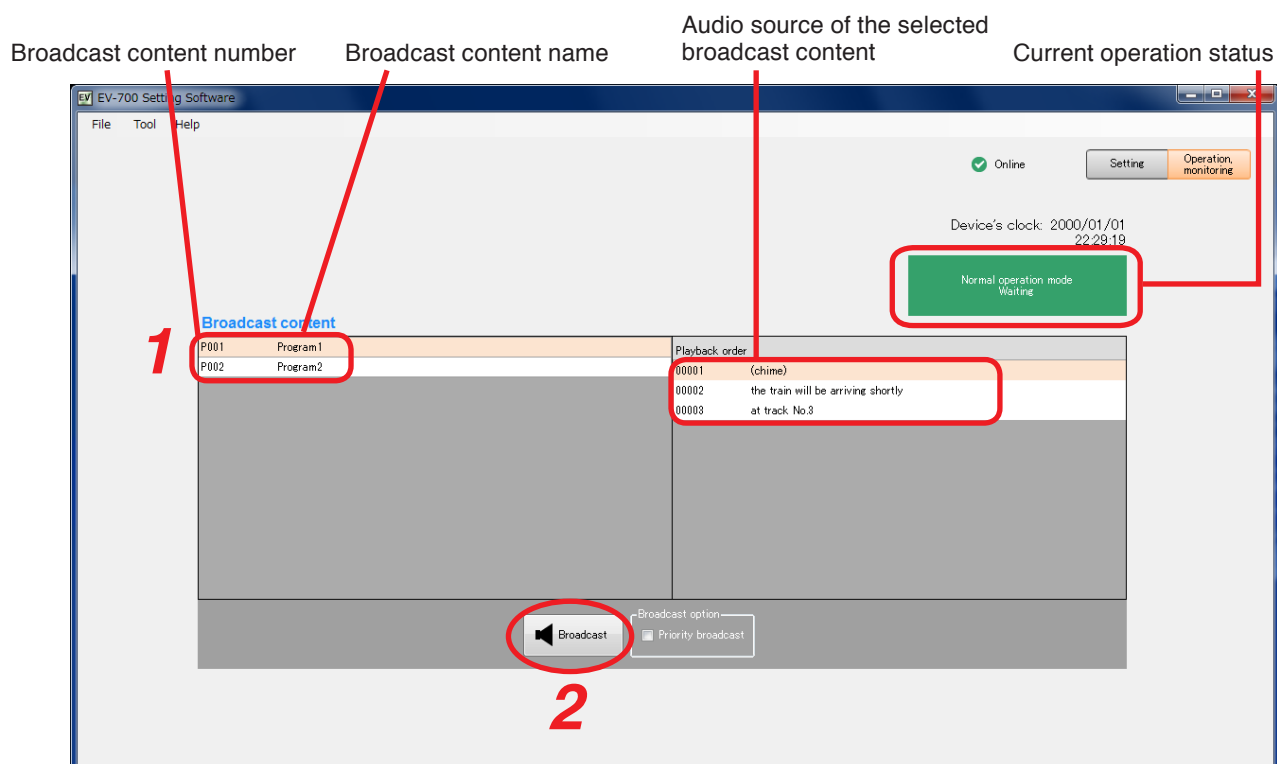 Audio source of the selected
broadcast content
Broadcast content number
Broadcast content name
Current operation status
EV EV-700 Setting Software
File Tool Help
Online
Setting
Operation,
monitoring
Device's clock: 2000/01/01
22:29:19
Normal operation mode
Waiting
1
Broadcast content
P001 Program1
P002 Program2
Playback order
00001 (chime)
00002 the train will be arriving shortly
00003 at track No.3
Broadcast
Broadcast option
Priority broadcast
2